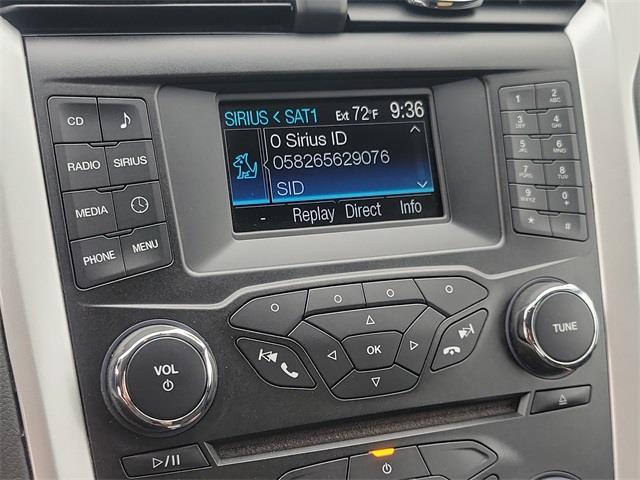 SIRIUS < SAT1 Ext 72°F 9:36
0 Sirius ID
058265629076
SID
- Replay Direct Info
CD
RADIO SIRIUS
MEDIA
PHONE MENU
1 2 ABC
3 DEF 4 GHI
5 JKL 6 MNO
7 PQRS 8 TUV
9 WXYZ 0 +
* #
OK
VOL
TUNE